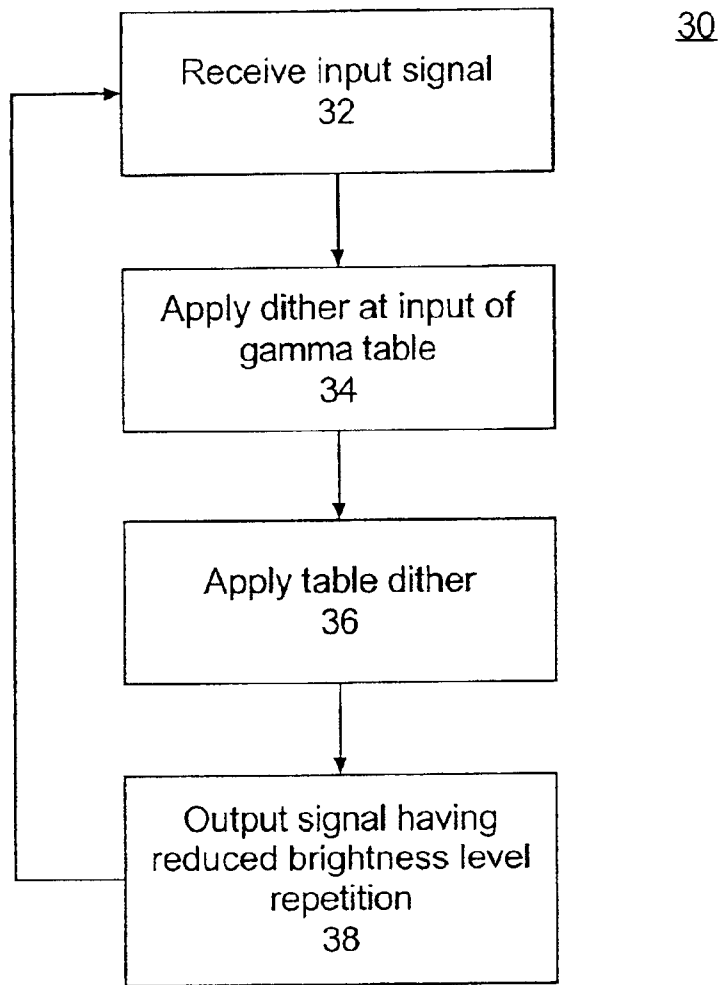 30
Receive input signal
32
Apply dither at input of
gamma table
34
Apply table dither
36
Output signal having
reduced brightness level
repetition
38